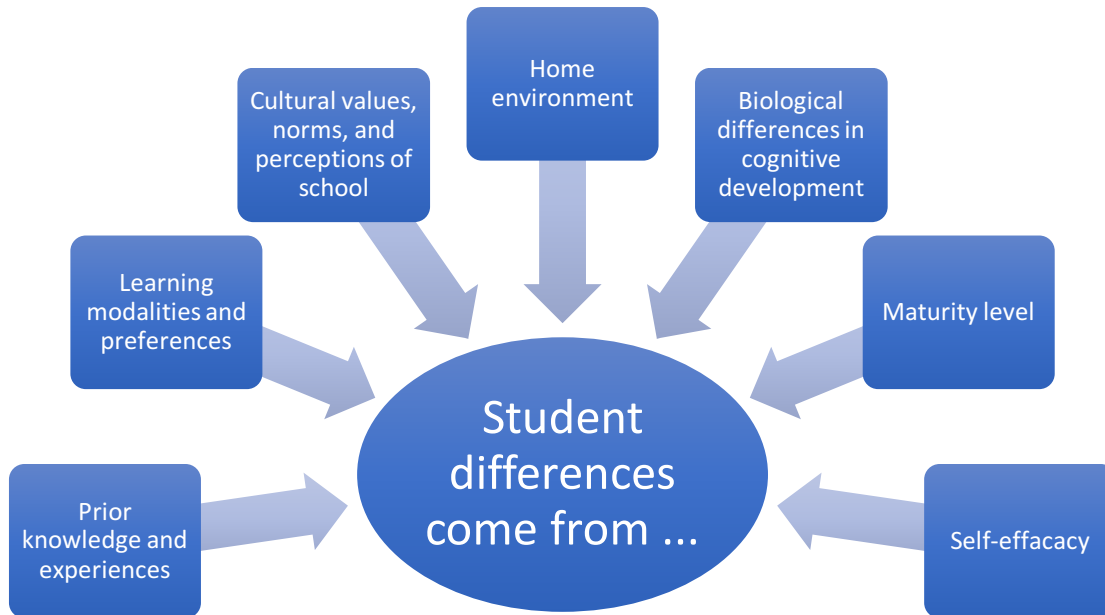 Home
environment
Cultural values,
norms, and
perceptions of
school
Biological
differences in
cognitive
development
Learning
modalities and
preferences
Maturity level
Student
differences
come from ...
Prior
knowledge and
experiences
Self-effacacy